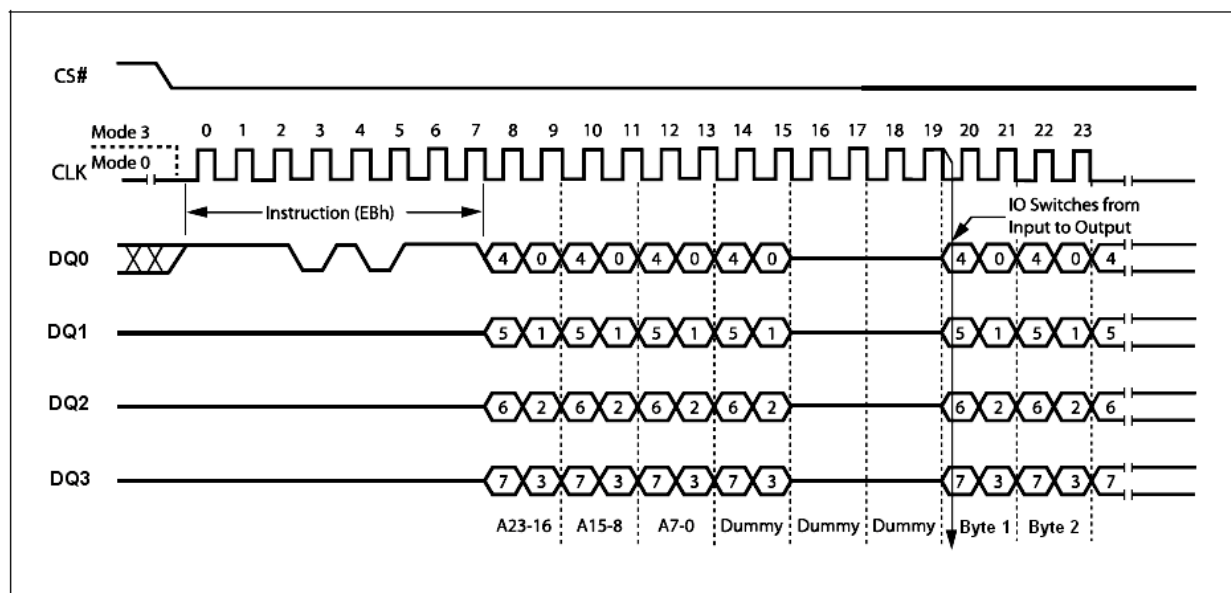 CS#
Mode 3
0 1 2 3 4 5 6 7 8 9 10 11 12 13 14 15 16 17 18 19 20 21 22 23
Mode 0
CLK
Instruction (EBh)
IO Switches from
Input to Output
DQ0
4 0 4 0 4 0 4 0 4 0 4 0 4
DQ1
5 1 5 1 5 1 5 1 5 1 5 1 5
DQ2
6 2 6 2 6 2 6 2 6 2 6 2 6
DQ3
7 3 7 3 7 3 7 3 7 3 7 3 7
A23-16 A15-8 A7-0 Dummy Dummy Dummy Byte 1 Byte 2